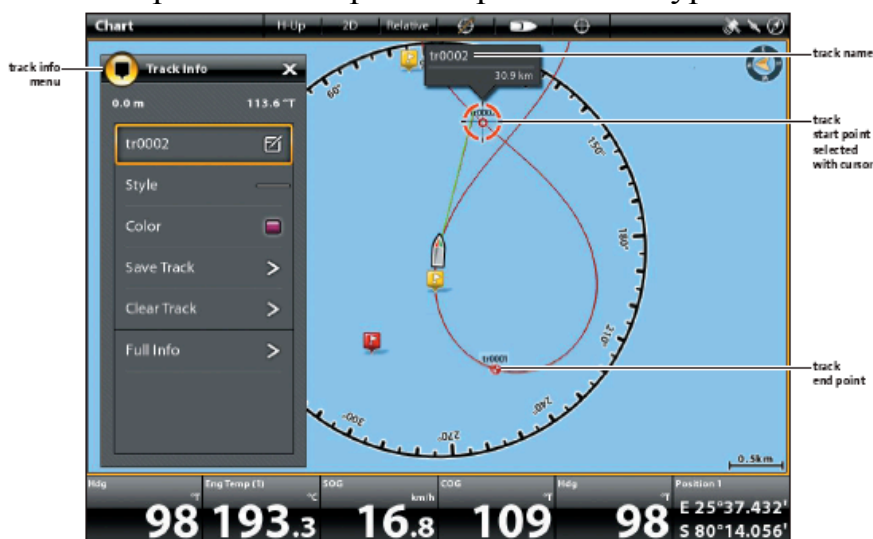 Chart
H-Up
2D
Relative
track info
menu
Track Info
0.0 m
113.6 °T
tr0002
Style
Color
Save Track
Clear Track
Full Info
tr0002
30.9 km
60°
150°
180°
210°
240°
270°
300°
tr0001
track name
track
start point
selected
with cursor
track
end point
0.5km
Hdg
°T
98
Eng Temp (1)
°C
193.3
SOG
km/h
16.8
COG
°T
109
Hdg
°T
98
Position 1
E 25°37.432'
S 80°14.056'